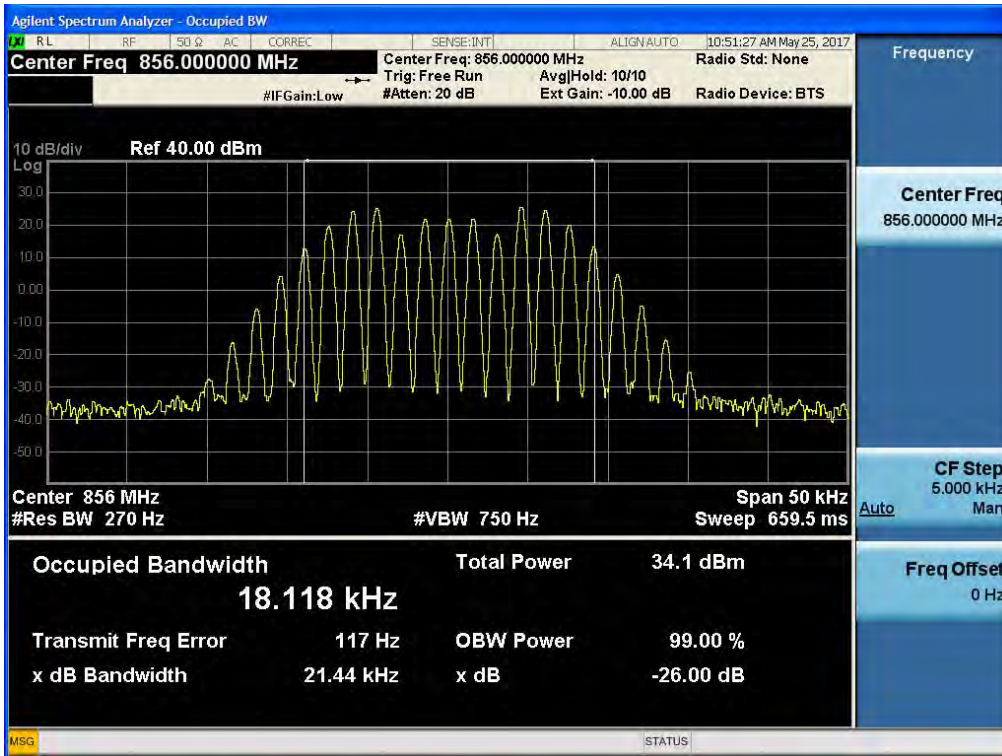 Agilent Spectrum Analyzer - Occupied BW
LXI RL RF 50 Ω AC CORREC SENSE:INT ALIGN AUTO 10:51:27 AM May 25, 2017
Center Freq 856.000000 MHz
Center Freq: 856.000000 MHz Radio Std: None
Trig: Free Run Avg|Hold: 10/10
#IFGain:Low #Atten: 20 dB Ext Gain: -10.00 dB Radio Device: BTS
10 dB/div Ref 40.00 dBm
Log
30.0
20.0
10.0
0.00
-10.0
-20.0
-30.0
-40.0
-50.0
Center 856 MHz Span 50 kHz
#Res BW 270 Hz #VBW 750 Hz Sweep 659.5 ms
Occupied Bandwidth Total Power 34.1 dBm
18.118 kHz
Transmit Freq Error 117 Hz OBW Power 99.00 %
x dB Bandwidth 21.44 kHz x dB -26.00 dB
MSG STATUS
Frequency
Center Freq
856.000000 MHz
CF Step
5.000 kHz
Auto Man
Freq Offset
0 Hz